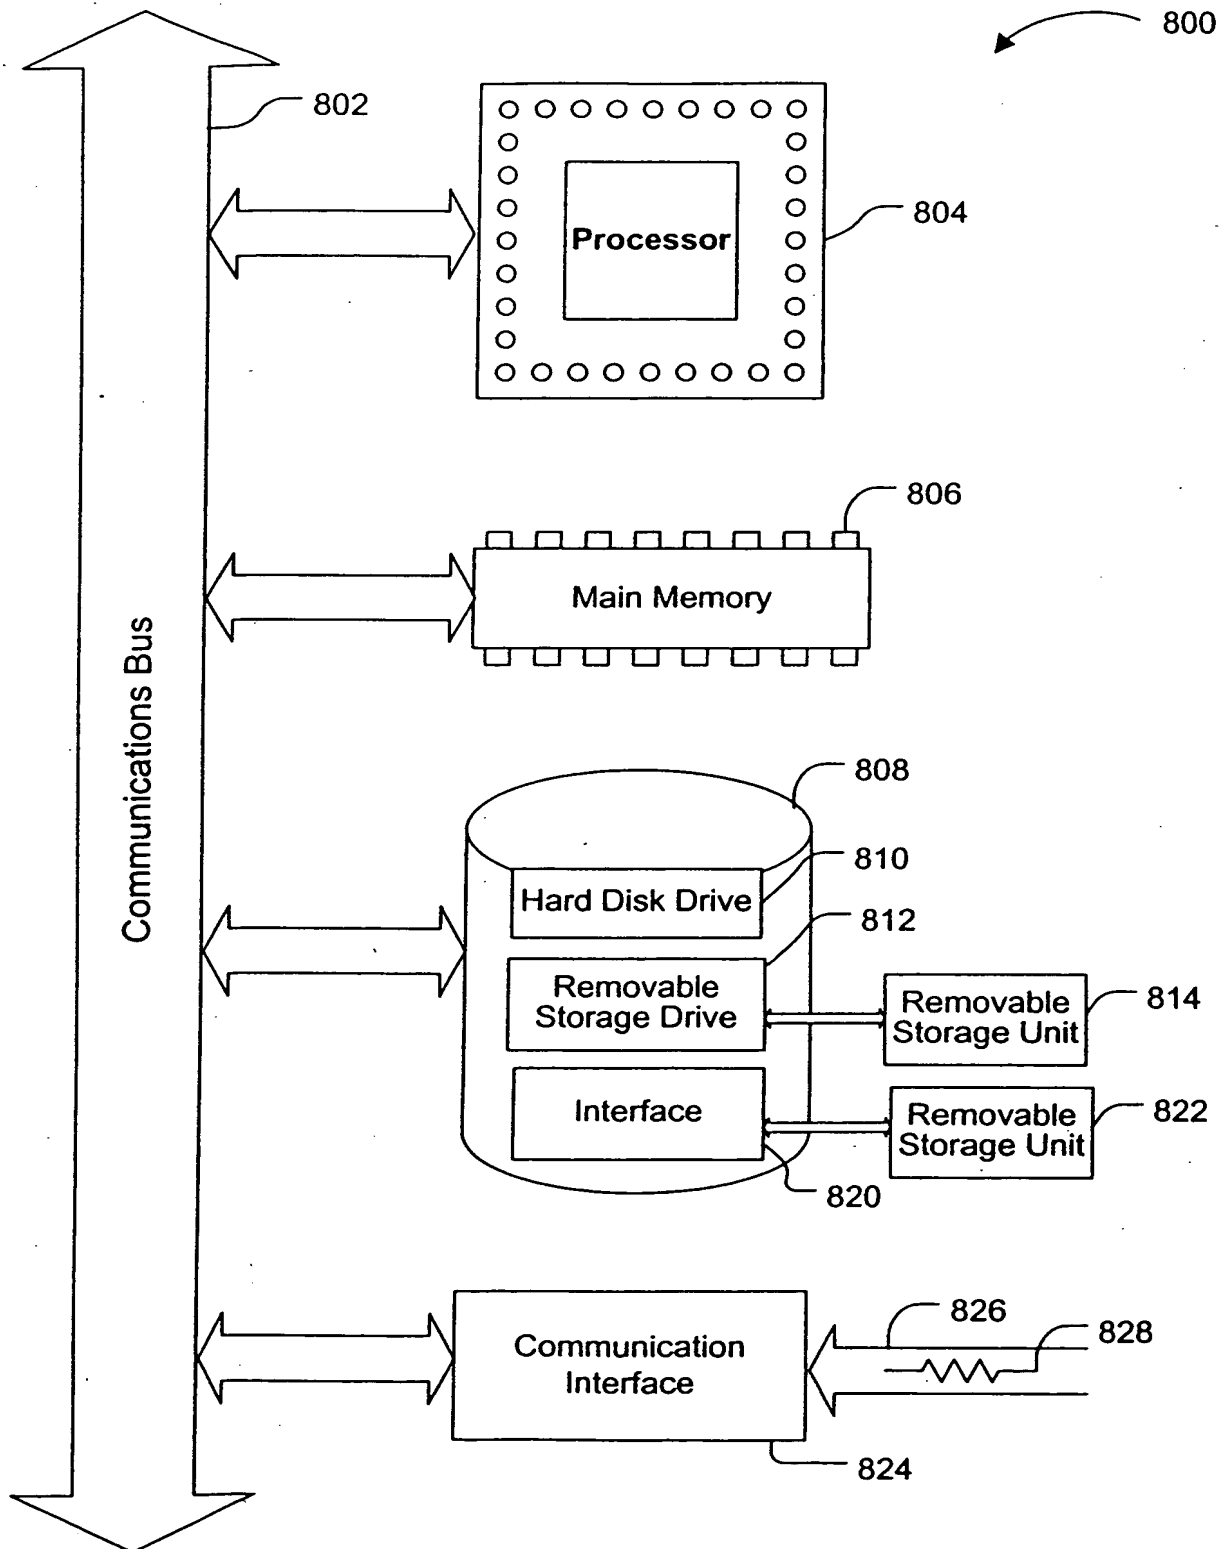 800
802
804
Processor
806
Main Memory
Communications Bus
808
810
Hard Disk Drive
812
Removable
Storage Drive
Removable
Storage Unit
814
Interface
Removable
Storage Unit
822
820
826
828
Communication
Interface
824